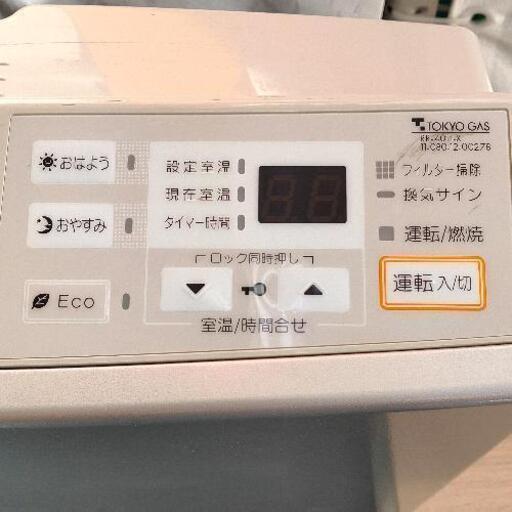 TOKYO GAS
おはよう
設定室温
フィルター掃除
現在室温
換気サイン
おやすみ
タイマー時間
運転/燃焼
ロック同時押し
運転 入/切
Eco
▼
▲
室温/時間合せ